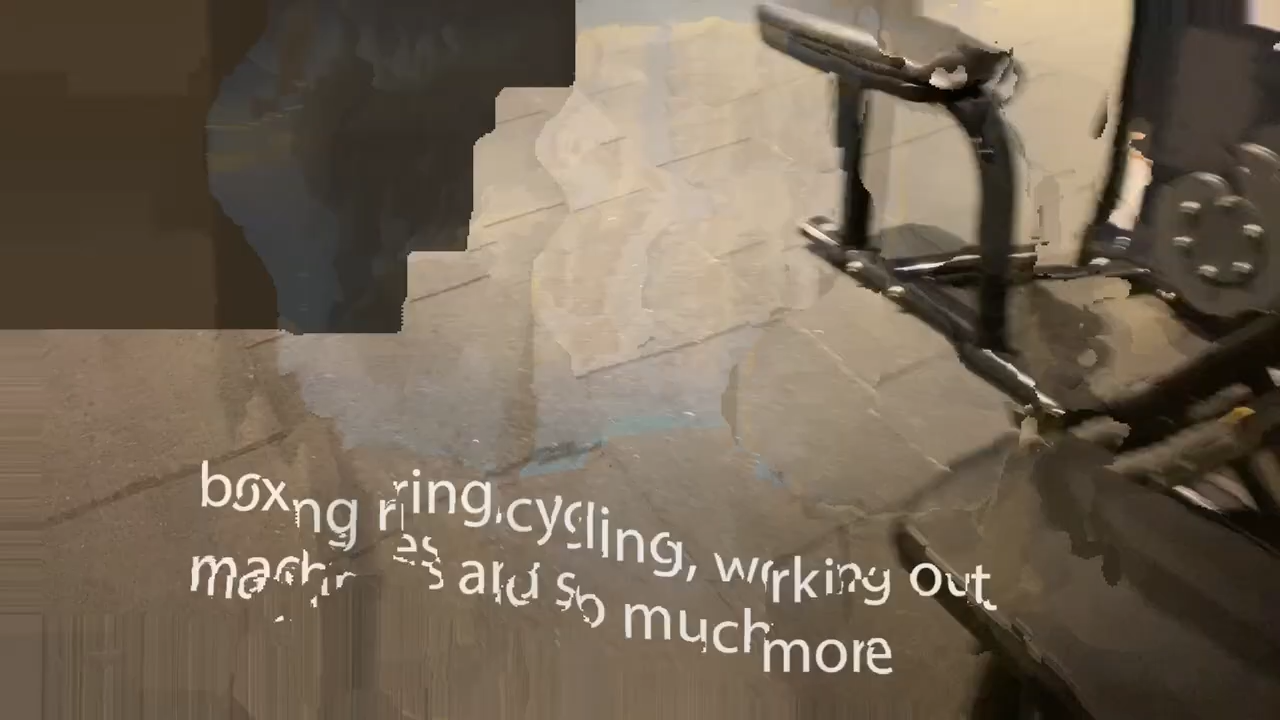 boxing ring,cycling, working out
machines and so much more